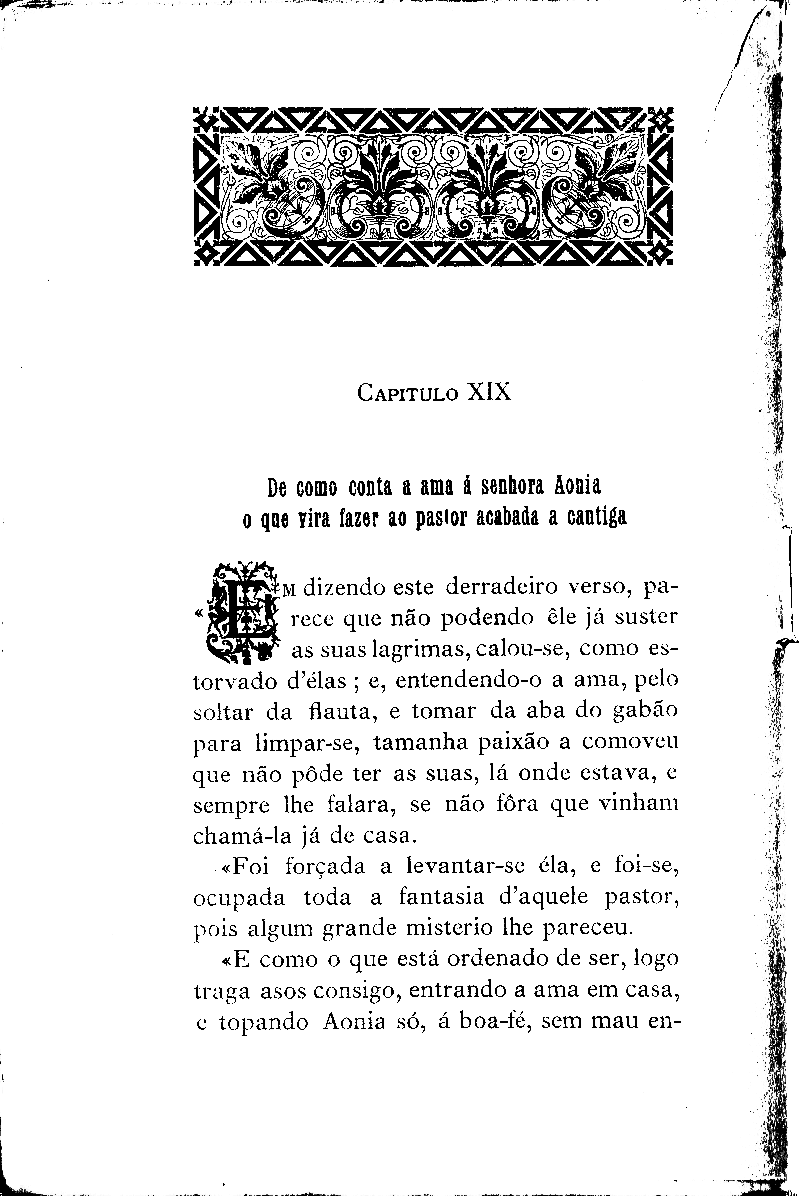 CAPITULO XIX
De como conta a ama á senhora Aonia
o que vira fazer ao pastor acabada a cantiga
«EM dizendo este derradeiro verso, pa-
rece que não podendo êle já suster
as suas lagrimas, calou-se, como es-
torvado d'élas ; e, entendendo-o a ama, pelo
soltar da flauta, e tomar da aba do gabão
para limpar-se, tamanha paixão a comoveu
que não pôde ter as suas, lá onde estava, e
sempre lhe falara, se não fôra que vinham
chamá-la já de casa.
«Foi forçada a levantar-se éla, e foi-se,
ocupada toda a fantasia d'aquele pastor,
pois algum grande misterio lhe pareceu.
«E como o que está ordenado de ser, logo
traga asos consigo, entrando a ama em casa,
e topando Aonia só, á boa-fé, sem mau en-